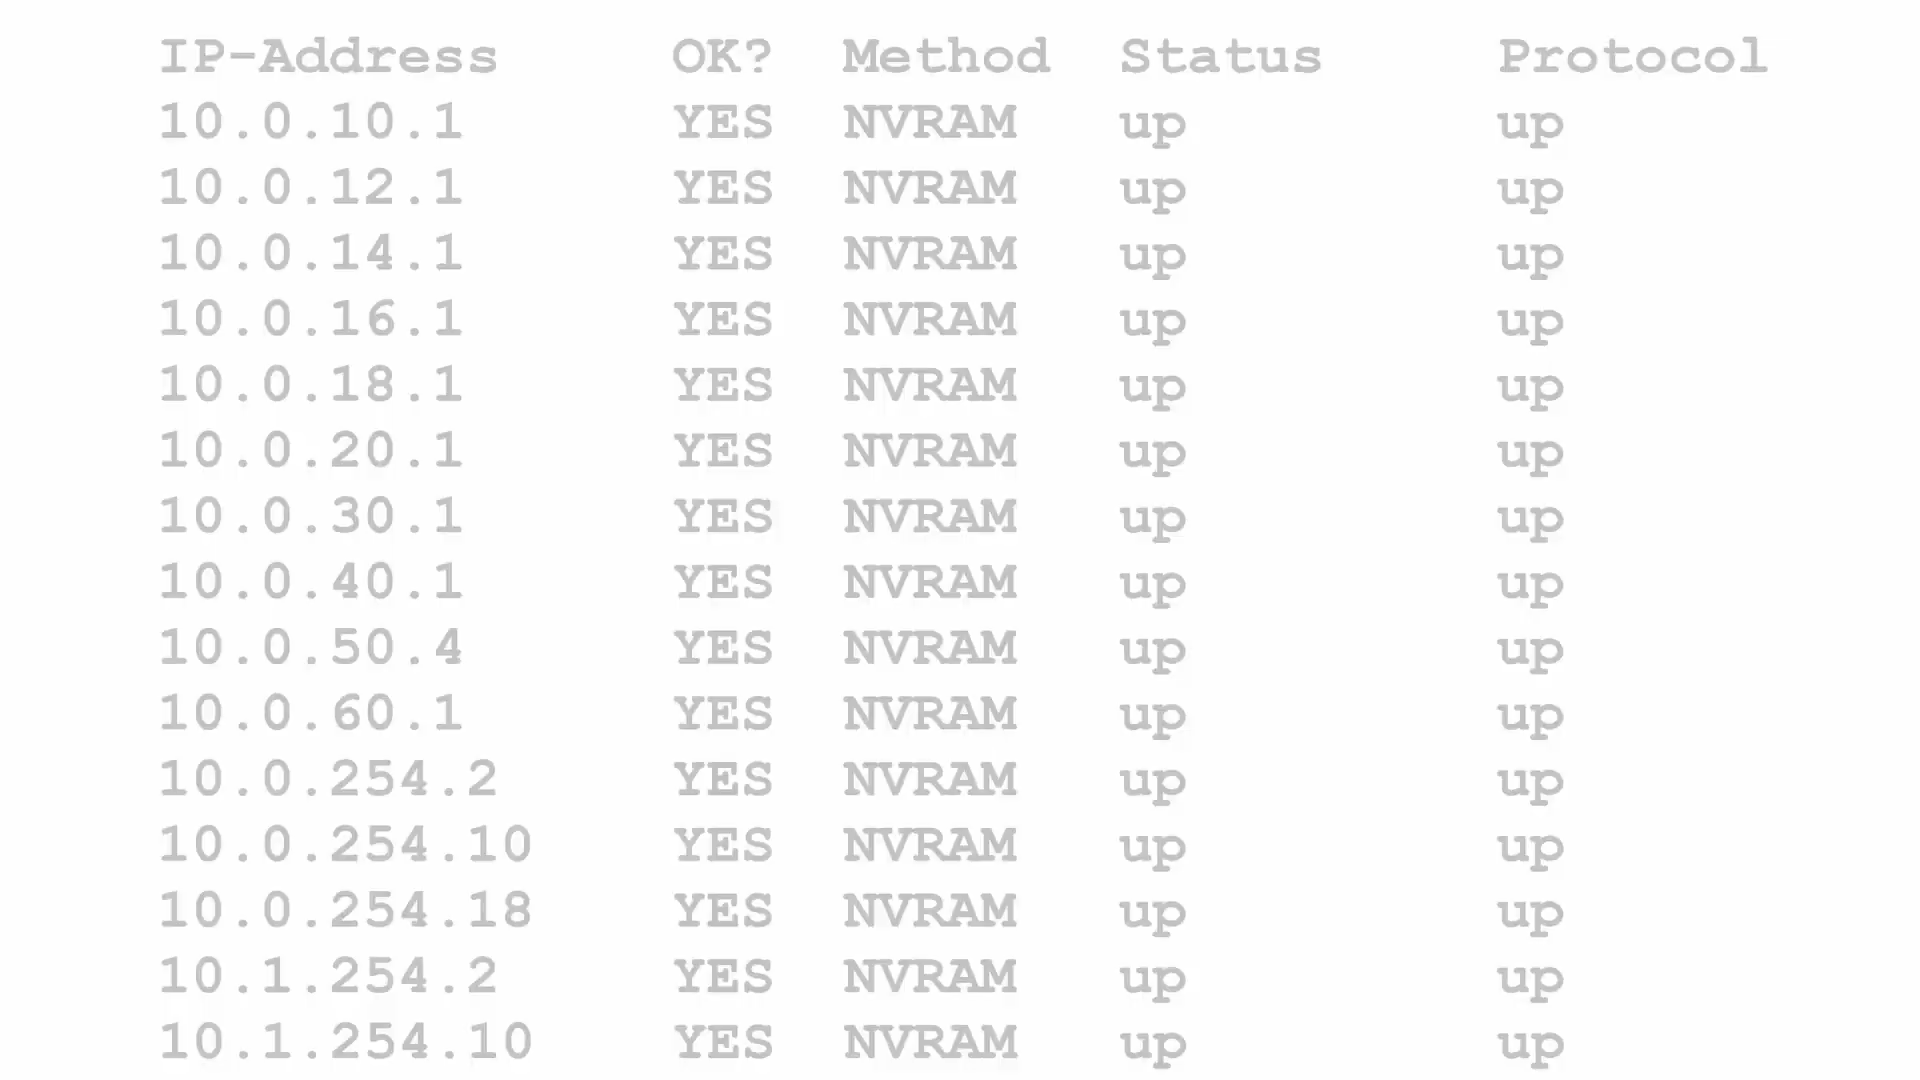 IP-Address OK? Method Status Protocol
10.0.10.1 YES NVRAM up up
10.0.12.1 YES NVRAM up up
10.0.14.1 YES NVRAM up up
10.0.16.1 YES NVRAM up up
10.0.18.1 YES NVRAM up up
10.0.20.1 YES NVRAM up up
10.0.30.1 YES NVRAM up up
10.0.40.1 YES NVRAM up up
10.0.50.4 YES NVRAM up up
10.0.60.1 YES NVRAM up up
10.0.254.2 YES NVRAM up up
10.0.254.10 YES NVRAM up up
10.0.254.18 YES NVRAM up up
10.1.254.2 YES NVRAM up up
10.1.254.10 YES NVRAM up up